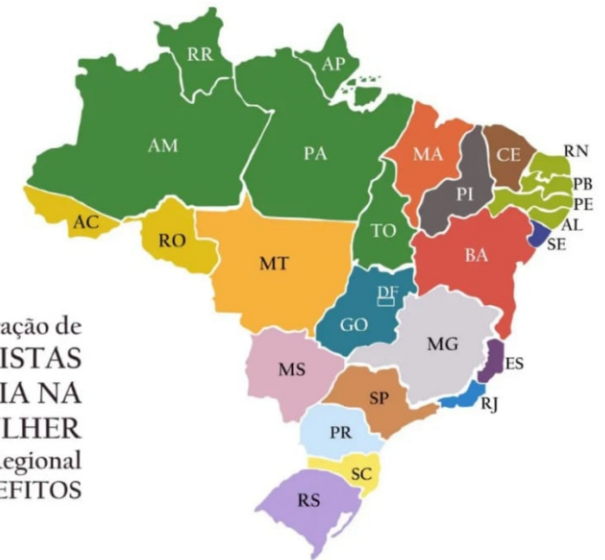 RR
AP
AM
PA
MA
CE
RN
PB
PE
AL
SE
PI
AC
RO
TO
BA
MT
DF
GO
MG
ES
MS
SP
RJ
PR
SC
RS
ração de
ISTAS
IA NA
LHER
Regional
EFITOS